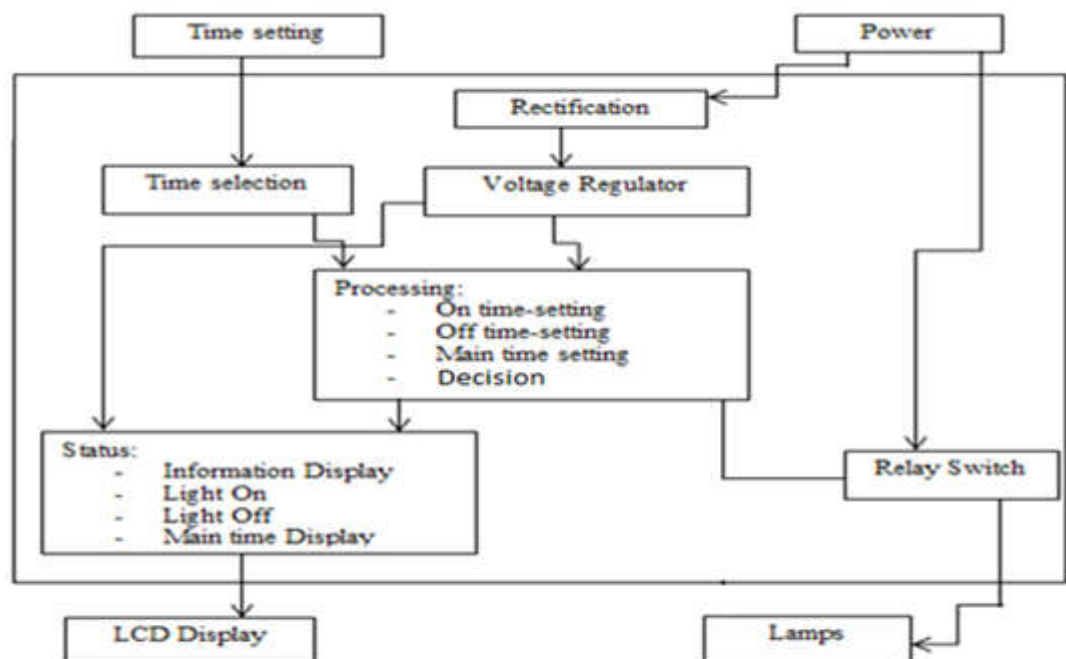 Time setting
Power
Rectification
Time selection
Voltage Regulator
Processing:
- On time-setting
- Off time-setting
- Main time setting
- Decision
Status:
- Information Display
- Light On
- Light Off
- Main time Display
Relay Switch
LCD Display
Lamps